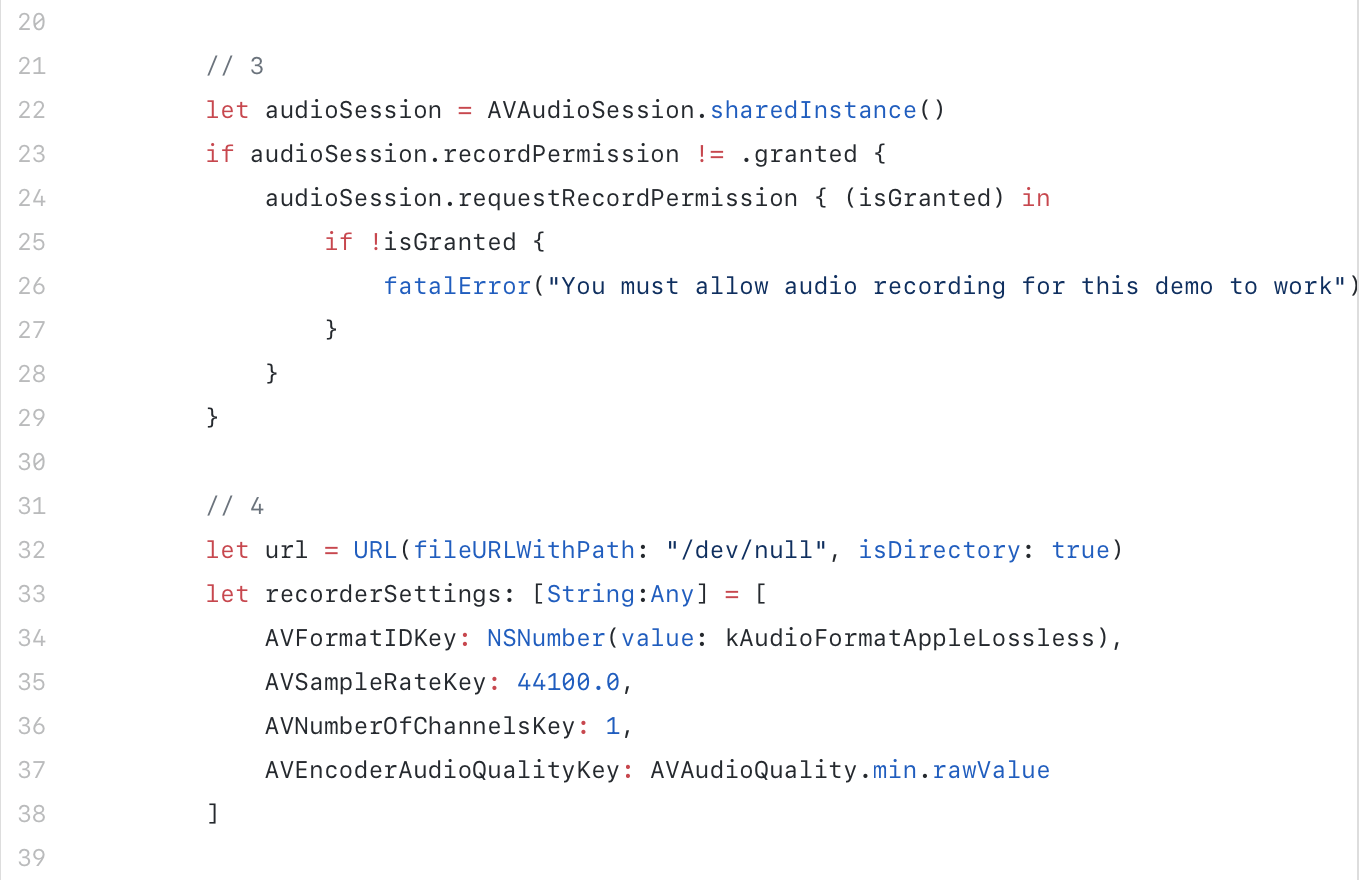 20
21 // 3
22 let audioSession = AVAudioSession.sharedInstance()
23 if audioSession.recordPermission != .granted {
24 audioSession.requestRecordPermission { (isGranted) in
25 if !isGranted {
26 fatalError("You must allow audio recording for this demo to work")
27 }
28 }
29 }
30
31 // 4
32 let url = URL(fileURLWithPath: "/dev/null", isDirectory: true)
33 let recorderSettings: [String:Any] = [
34 AVFormatIDKey: NSNumber(value: kAudioFormatAppleLossless),
35 AVSampleRateKey: 44100.0,
36 AVNumberOfChannelsKey: 1,
37 AVEncoderAudioQualityKey: AVAudioQuality.min.rawValue
38 ]
39